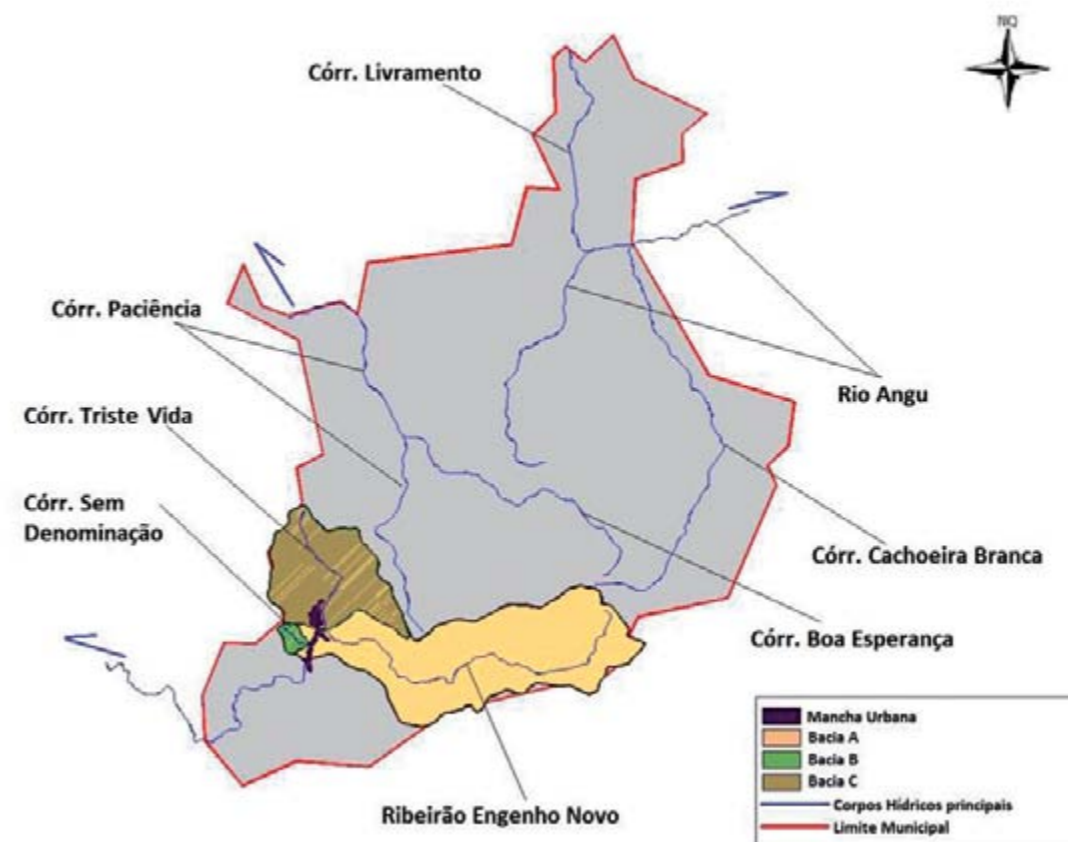 NQ
Córr. Livramento
Córr. Paciência
Rio Angu
Córr. Triste Vida
Córr. Sem
Denominação
Córr. Cachoeira Branca
Córr. Boa Esperança
Ribeirão Engenho Novo
Mancha Urbana
Bacia A
Bacia B
Bacia C
Corpos Hídricos principais
Limite Municipal